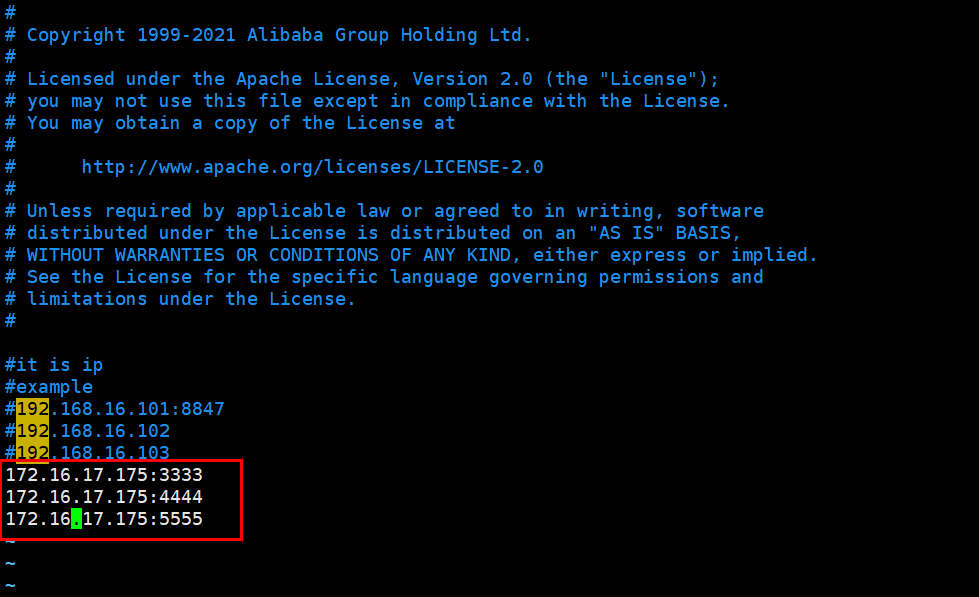 #
# Copyright 1999-2021 Alibaba Group Holding Ltd.
#
# Licensed under the Apache License, Version 2.0 (the "License");
# you may not use this file except in compliance with the License.
# You may obtain a copy of the License at
#
#      http://www.apache.org/licenses/LICENSE-2.0
#
# Unless required by applicable law or agreed to in writing, software
# distributed under the License is distributed on an "AS IS" BASIS,
# WITHOUT WARRANTIES OR CONDITIONS OF ANY KIND, either express or implied.
# See the License for the specific language governing permissions and
# limitations under the License.
#

#it is ip
#example
#192.168.16.101:8847
#192.168.16.102
#192.168.16.103
172.16.17.175:3333
172.16.17.175:4444
172.16.17.175:5555
~
~
~